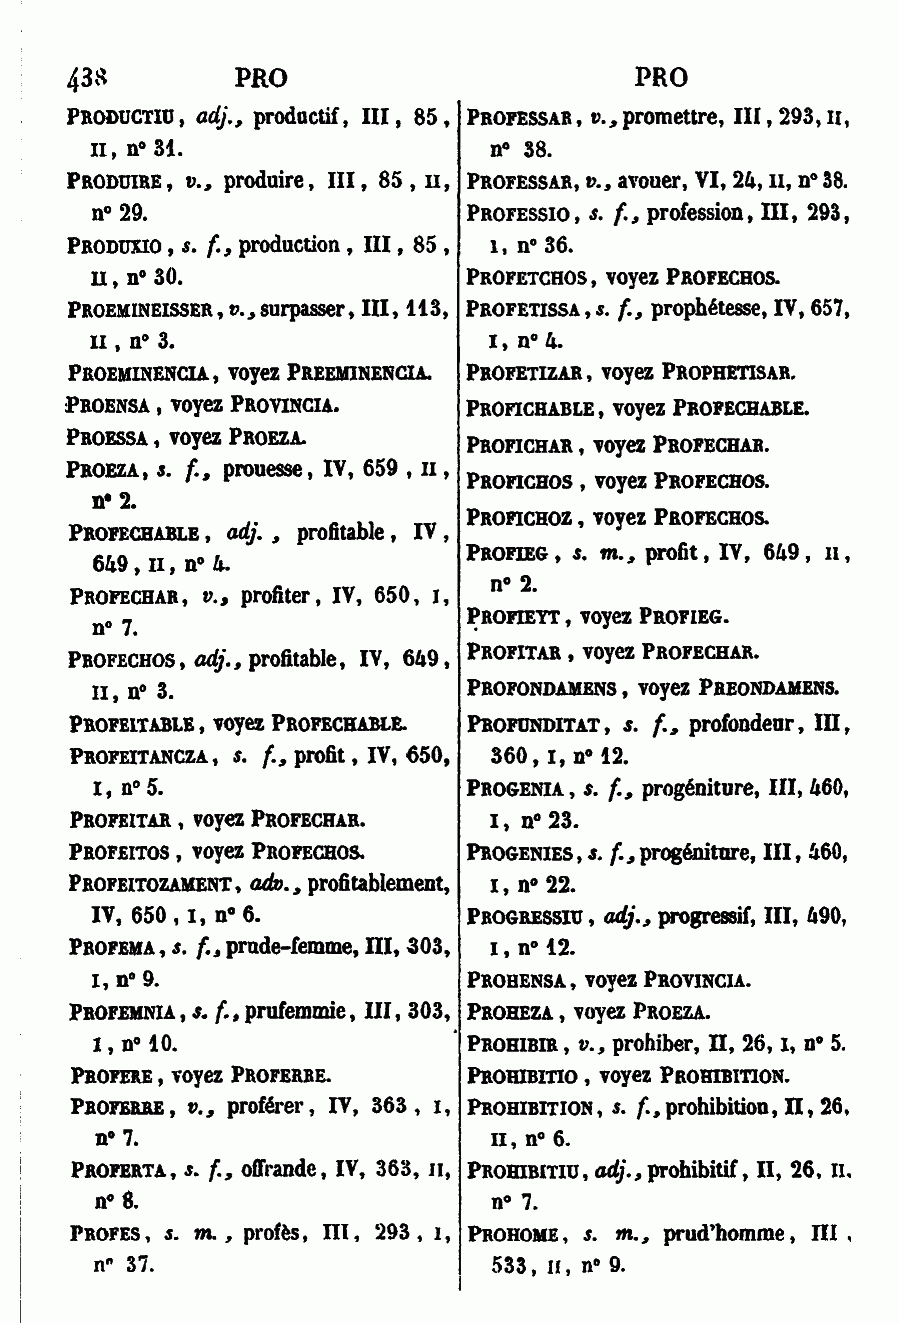 438 PRO PRO
PRODUCTIU, adj., productif, III, 85,
II, n° 31.
PRODUIRE, v., produire, III, 85, II,
n° 29.
PRODUXIO, s. f., production, III, 85,
II, n° 30.
PROEMINEISSER, v., surpasser, III, 113,
II, n° 3.
PROEMINENCIA, voyez PREEMINENCIA.
PROENSA, voyez PROVINCIA.
PROESSA, voyez PROEZA.
PROEZA, s. f., prouesse, IV, 659, II,
n° 2.
PROFECHABLE, adj., profitable, IV,
649, II, n° 4.
PROFECHAR, v., profiter, IV, 650, I,
n° 7.
PROFECHOS, adj., profitable, IV, 649,
II, n° 3.
PROFEITABLE, voyez PROFECHABLE.
PROFEITANCZA, s. f., profit, IV, 650,
I, n° 5.
PROFEITAR, voyez PROFECHAR.
PROFEITOS, voyez PROFECHOS.
PROFEITOZAMENT, adv., profitablement,
IV, 650, I, n° 6.
PROFEMA, s. f., prude-femme, III, 303,
I, n° 9.
PROFEMNIA, s. f., prufemmie, III, 303,
I, n° 10.
PROFERE, voyez PROFERRE.
PROFERRE, v., proférer, IV, 363, I,
n° 7.
PROFERTA, s. f., offrande, IV, 363, II,
n° 8.
PROFES, s. m., profès, III, 293, I,
n° 37.
PROFESSAR, v., promettre, III, 293, II,
n° 38.
PROFESSAR, v., avouer, VI, 24, II, n° 38.
PROFESSIO, s. f., profession, III, 293,
I, n° 36.
PROFETCHOS, voyez PROFECHOS.
PROFETISSA, s. f., prophétesse, IV, 657,
I, n° 4.
PROFETIZAR, voyez PROPHETISAR.
PROFICHABLE, voyez PROFECHABLE.
PROFICHAR, voyez PROFECHAR.
PROFICHOS, voyez PROFECHOS.
PROFICHOZ, voyez PROFECHOS.
PROFIEG, s. m., profit, IV, 649, II,
n° 2.
PROFIEYT, voyez PROFIEG.
PROFITAR, voyez PROFECHAR.
PROFONDAMENS, voyez PREONDAMENS.
PROFUNDITAT, s. f., profondeur, III,
360, I, n° 12.
PROGENIA, s. f., progéniture, III, 460,
I, n° 23.
PROGENIES, s. f., progéniture, III, 460,
I, n° 22.
PROGRESSIU, adj., progressif, III, 490,
I, n° 12.
PROHENSA, voyez PROVINCIA.
PROHEZA, voyez PROEZA.
PROHIBIR, v., prohiber, II, 26, I, n° 5.
PROHIBITIO, voyez PROHIBITION.
PROHIBITION, s. f., prohibition, II, 26,
II, n° 6.
PROHIBITIU, adj., prohibitif, II, 26, II,
n° 7.
PROHOME, s. m., prud'homme, III,
533, II, n° 9.